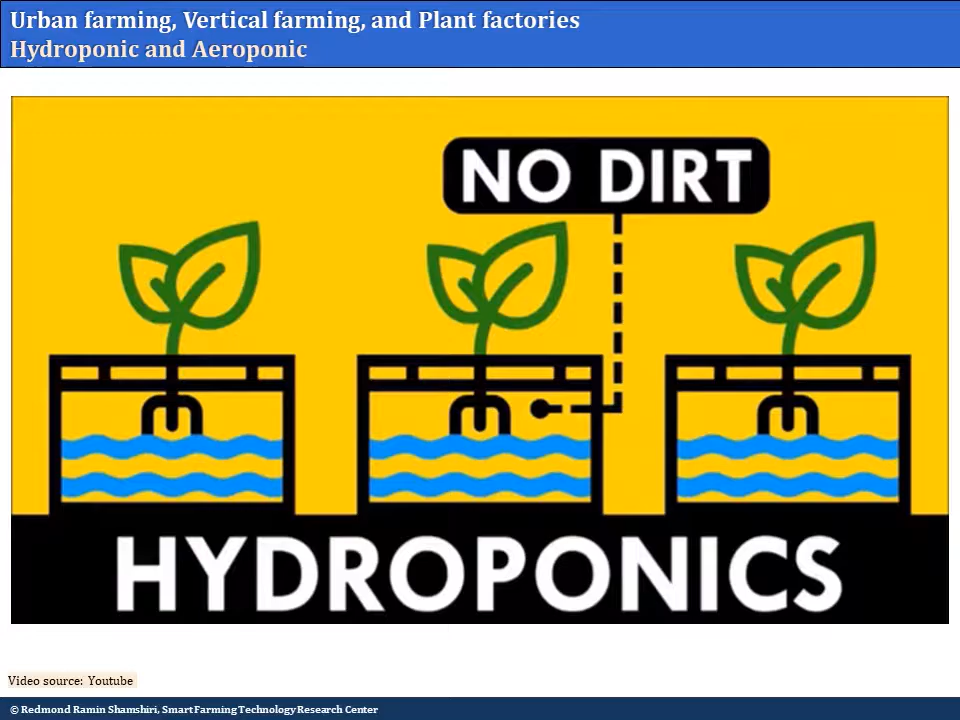 Urban farming, Vertical farming, and Plant factories
Hydroponic and Aeroponic
NO DIRT
HYDROPONICS
Video source: Youtube
© Redmond Ramin Shamshiri, Smart Farming Technology Research Center